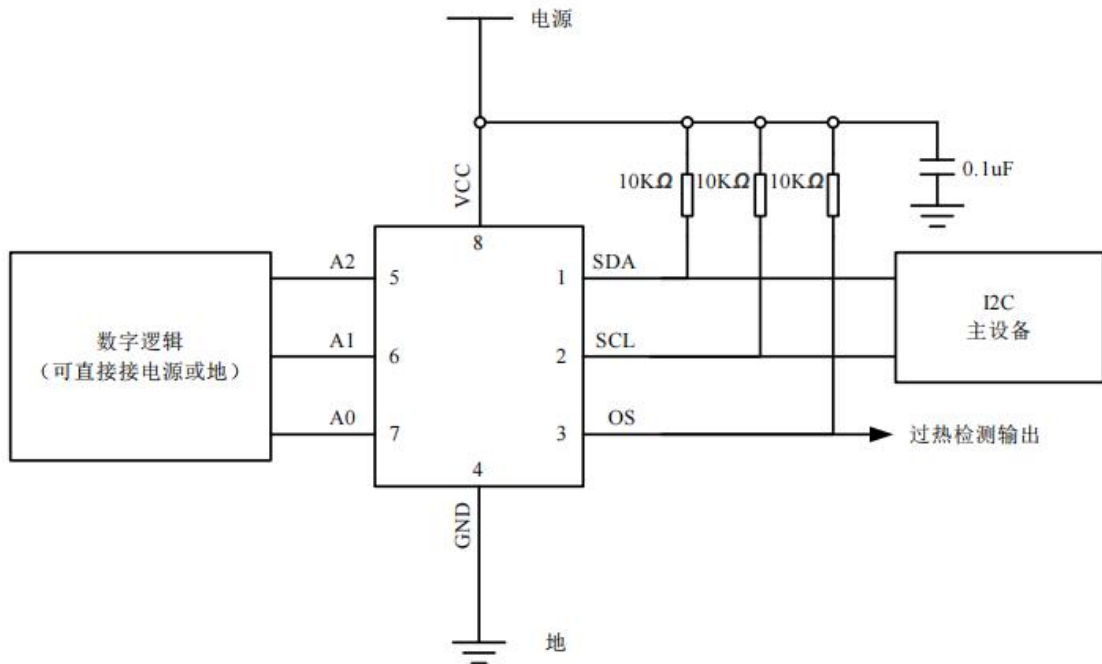 电源
VCC
10KΩ
10KΩ
10KΩ
0.1uF
8
A2
5
1
SDA
I2C
主设备
数字逻辑
（可直接接电源或地）
A1
6
2
SCL
A0
7
3
OS
过热检测输出
4
GND
地